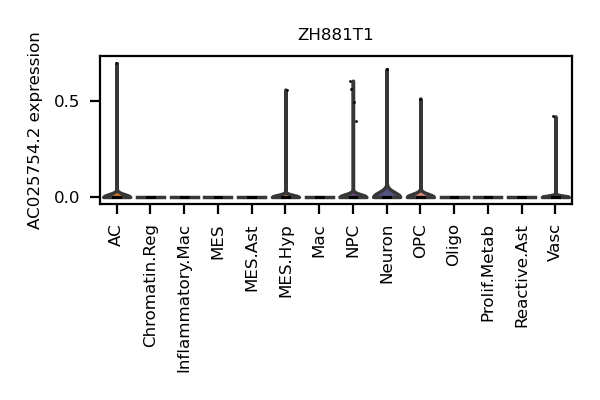 ZH881T1
AC025754.2 expression
0.5
0.0
AC
Chromatin.Reg
Inflammatory.Mac
MES
MES.Ast
MES.Hyp
Mac
NPC
Neuron
OPC
Oligo
Prolif.Metab
Reactive.Ast
Vasc